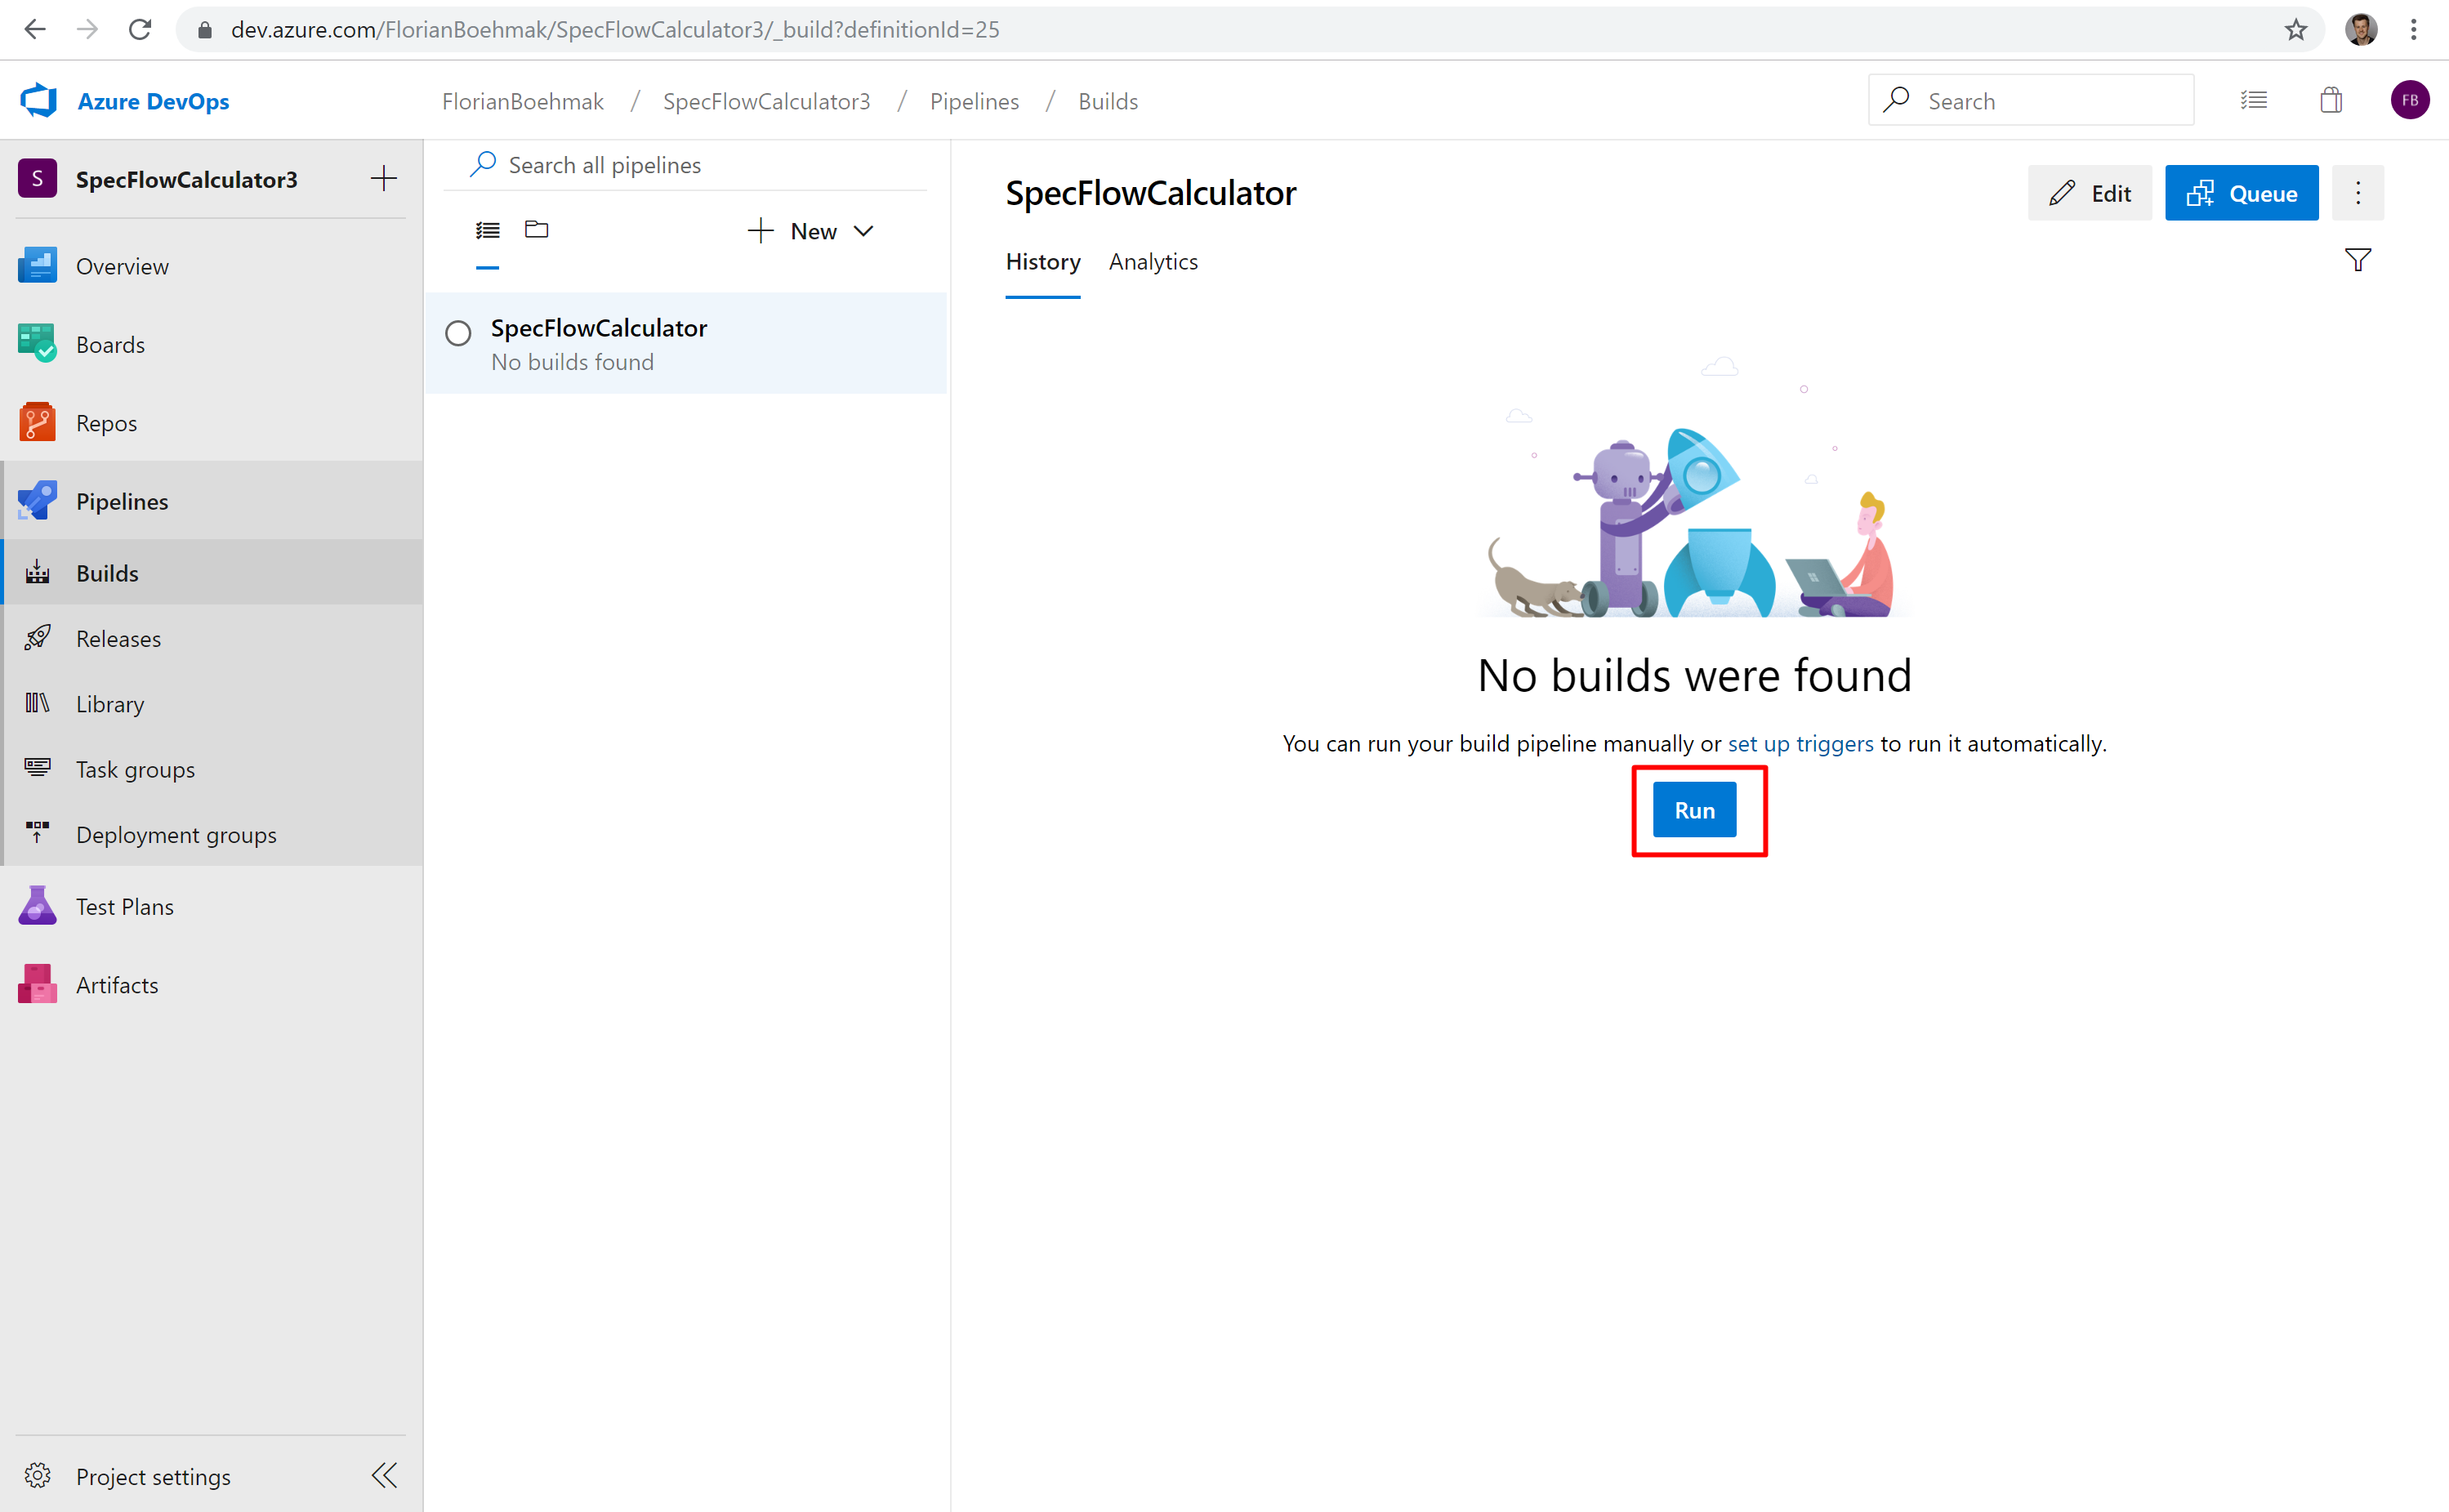 dev.azure.com/FlorianBoehmak/SpecFlowCalculator3/_build?definitionId=25
Azure DevOps
FlorianBoehmak / SpecFlowCalculator3 / Pipelines / Builds
Search
FB
S SpecFlowCalculator3
Overview
Boards
Repos
Pipelines
Builds
Releases
Library
Task groups
Deployment groups
Test Plans
Artifacts
Project settings
Search all pipelines
New
SpecFlowCalculator
No builds found
SpecFlowCalculator
Edit
Queue
History Analytics
No builds were found
You can run your build pipeline manually or set up triggers to run it automatically.
Run